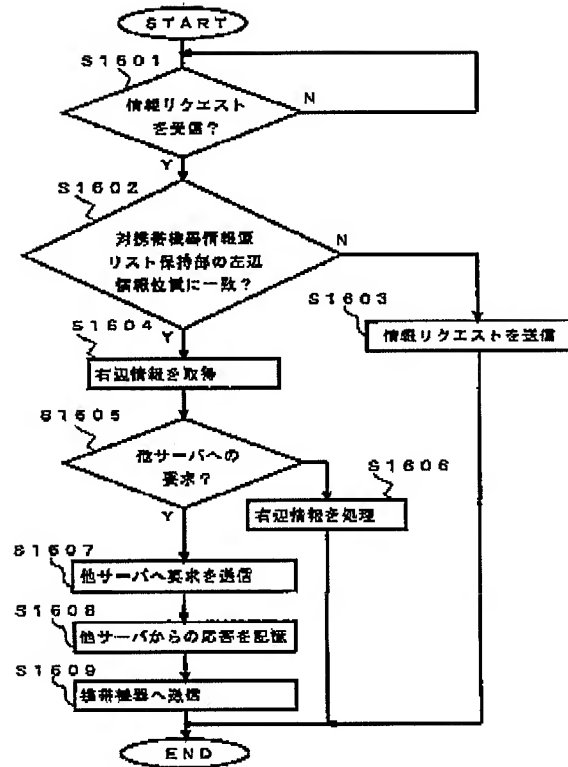 START
S1601
情報リクエスト
を受信?
N
Y
S1602
対携帯機器情報源
リスト保持部の左辺
情報位置に一致?
N
Y
S1603
情報リクエストを送信
S1604
右辺情報を取得
S1605
他サーバへの
要求?
Y
S1606
右辺情報を処理
S1607
他サーバへ要求を送信
S1608
他サーバからの応答を記憶
S1609
携帯機器へ送信
END